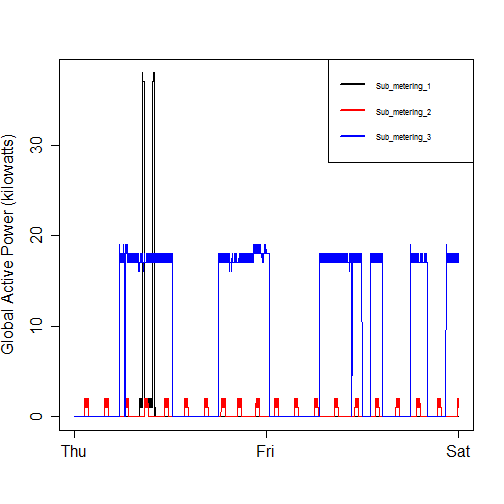 Sub_metering_1
Sub_metering_2
Sub_metering_3
Global Active Power (kilowatts)
30
20
10
0
Thu Fri Sat